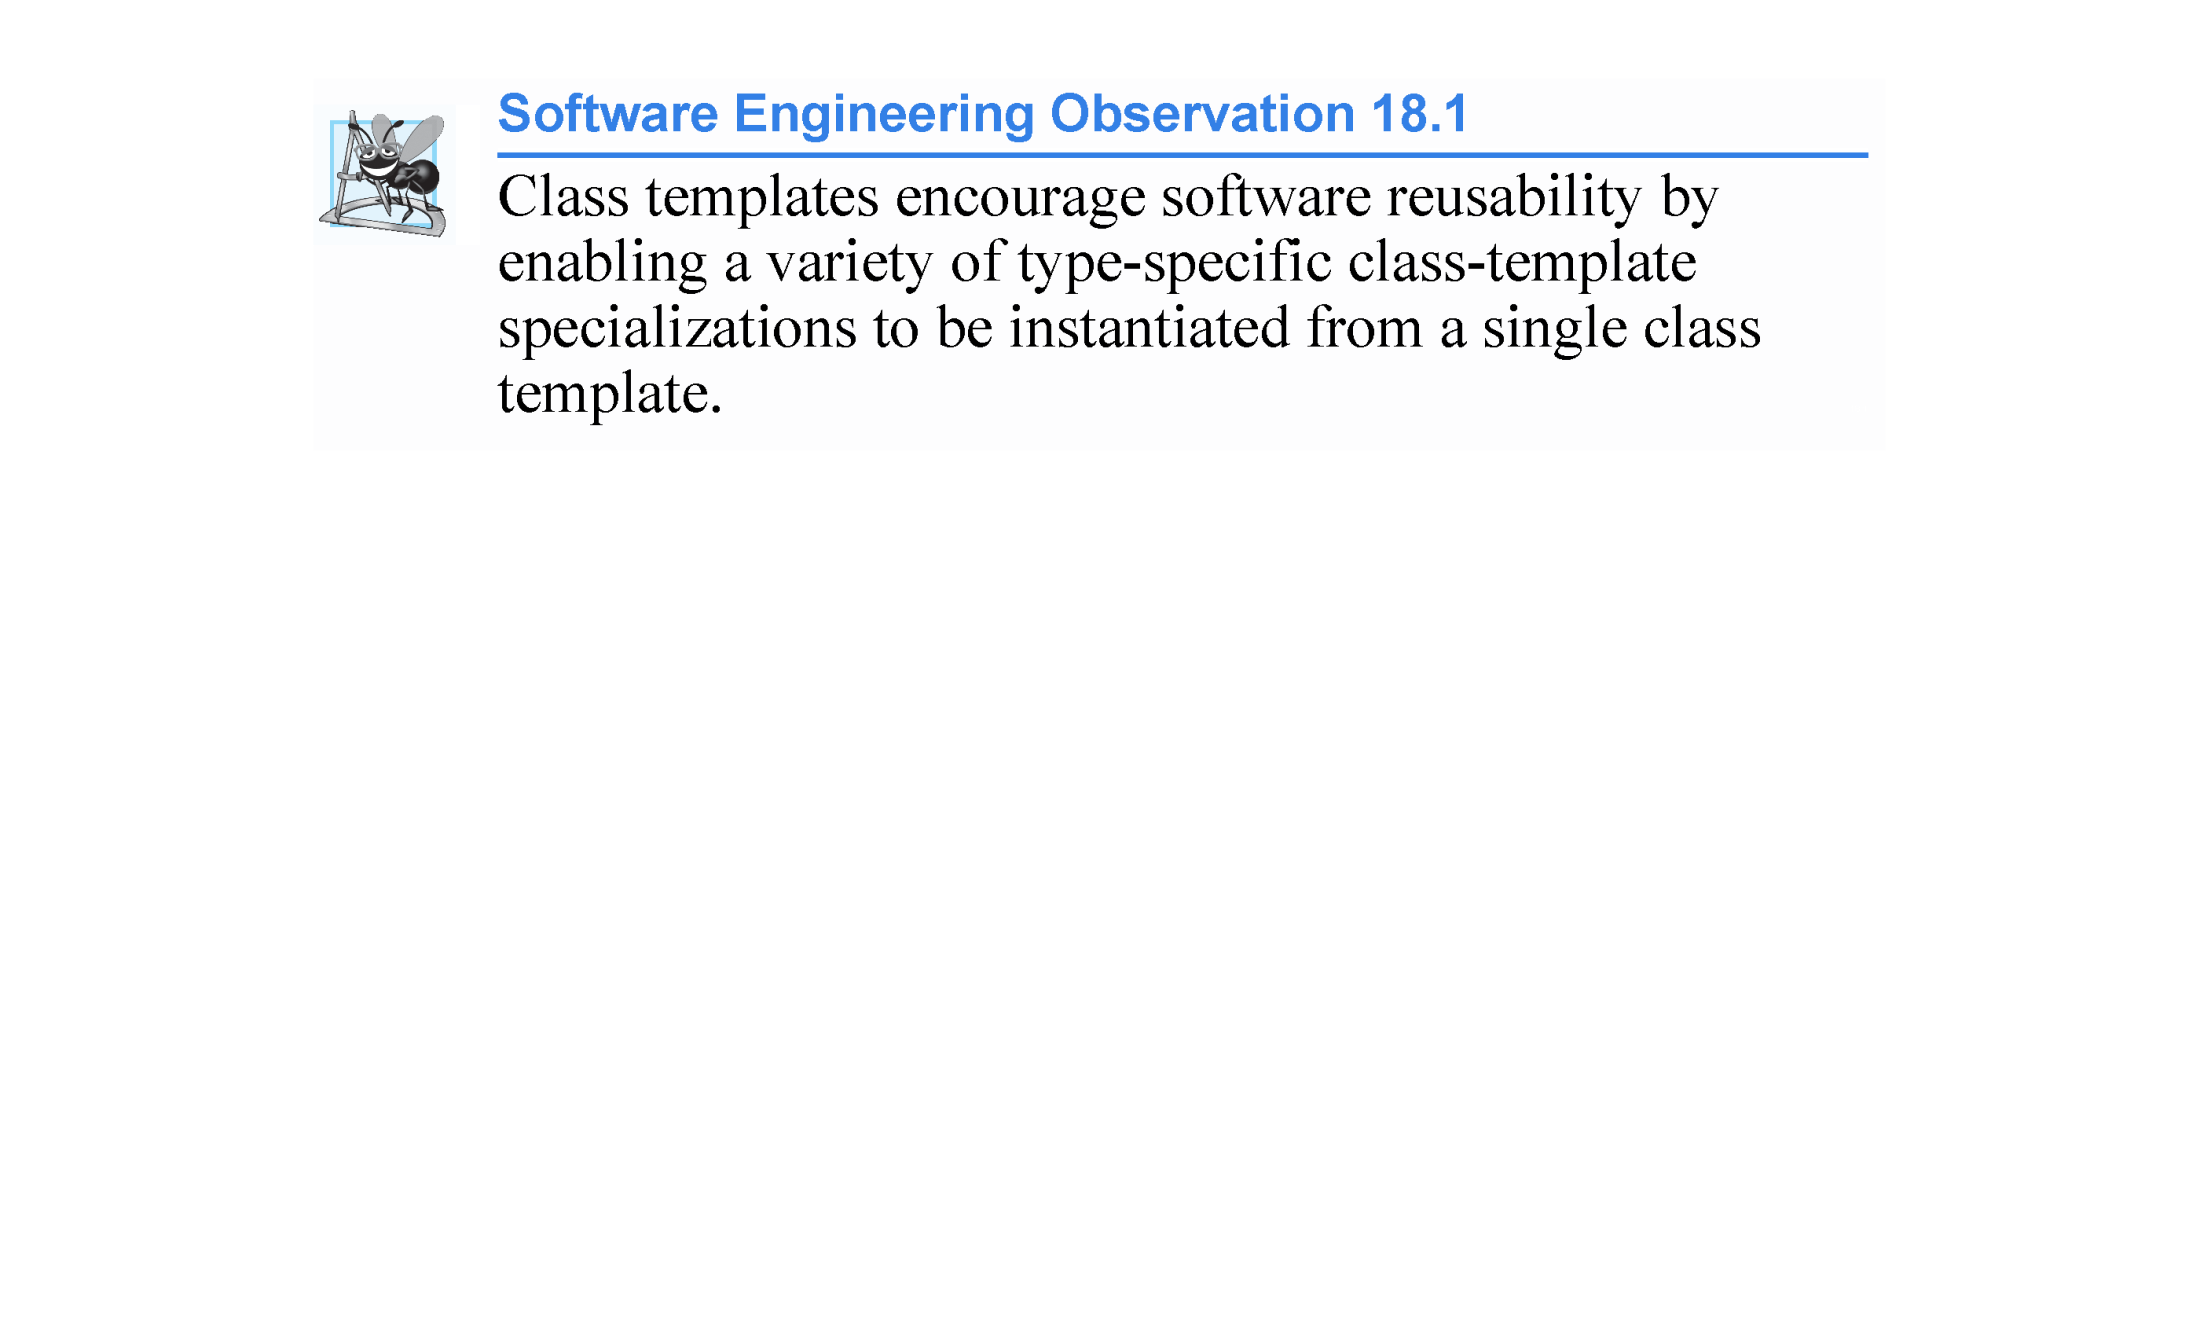 Software Engineering Observation 18.1
Class templates encourage software reusability by
enabling a variety of type-specific class-template
specializations to be instantiated from a single class
template.